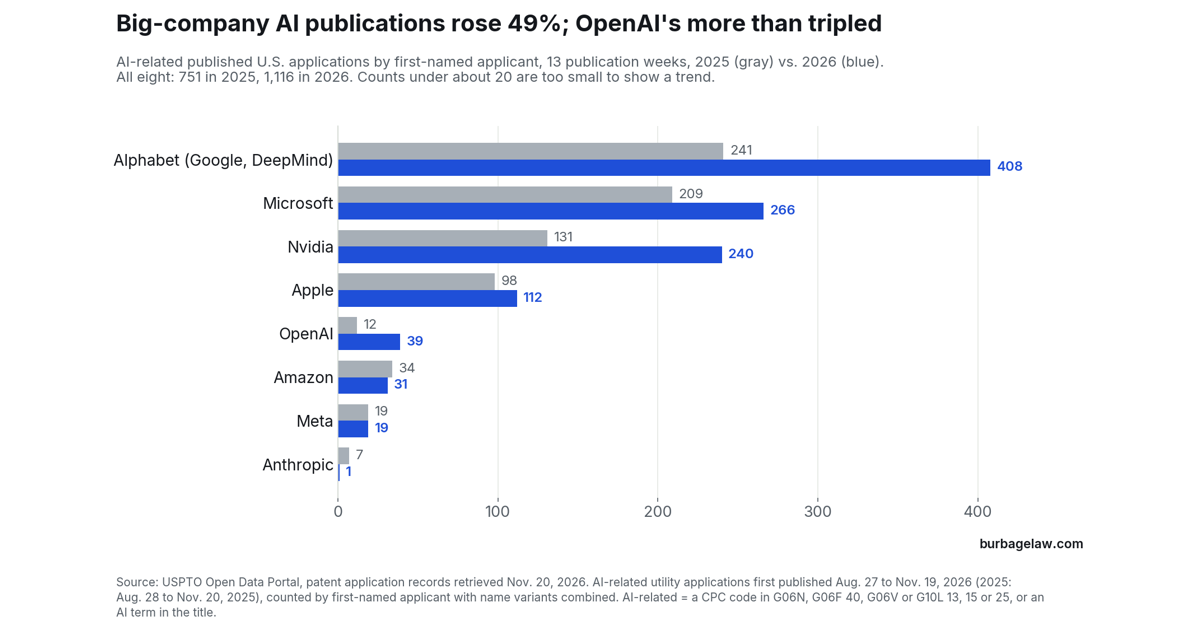 Big-company AI publications rose 49%; OpenAI's more than tripled
AI-related published U.S. applications by first-named applicant, 13 publication weeks, 2025 (gray) vs. 2026 (blue).
All eight: 751 in 2025, 1,116 in 2026. Counts under about 20 are too small to show a trend.
Alphabet (Google, DeepMind)
241
408
Microsoft
209
266
Nvidia
131
240
Apple
98
112
OpenAI
12
39
Amazon
34
31
Meta
19
19
Anthropic
7
1
0 100 200 300 400
burbagelaw.com
Source: USPTO Open Data Portal, patent application records retrieved Nov. 20, 2026. AI-related utility applications first published Aug. 27 to Nov. 19, 2026 (2025:
Aug. 28 to Nov. 20, 2025), counted by first-named applicant with name variants combined. AI-related = a CPC code in G06N, G06F 40, G06V or G10L 13, 15 or 25, or an
AI term in the title.